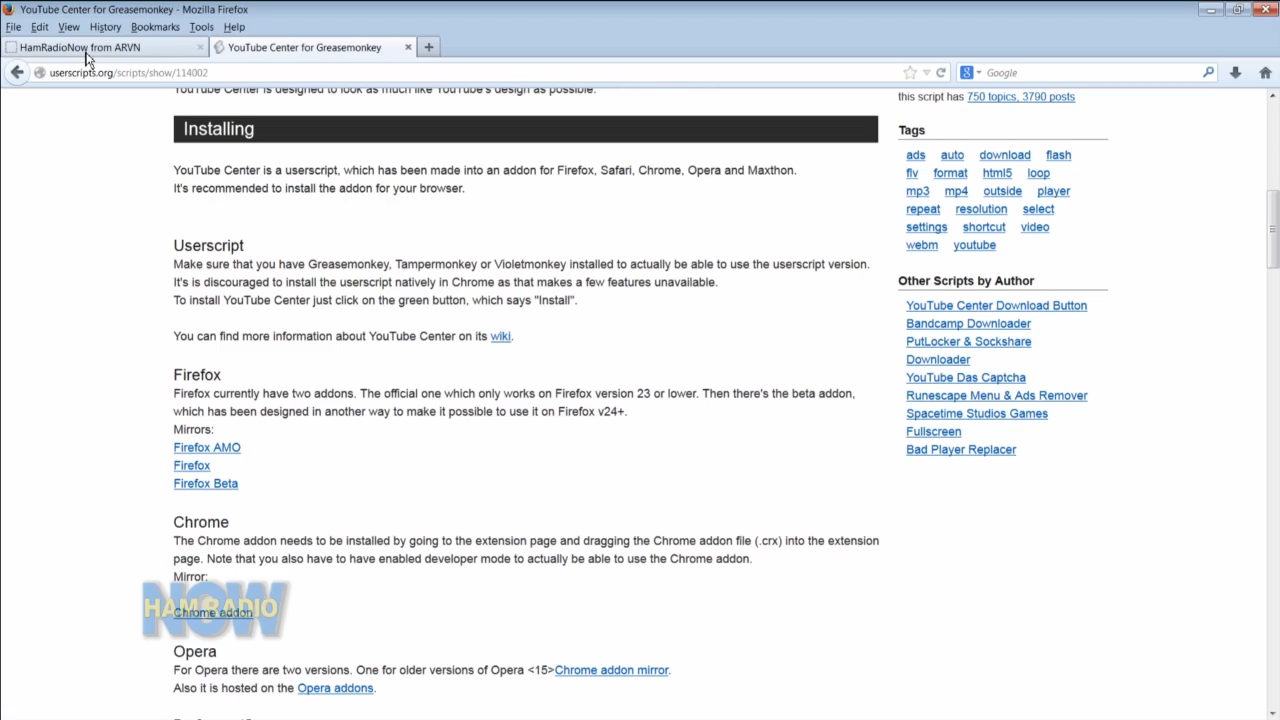 YouTube Center for Greasemonkey - Mozilla Firefox
File Edit View History Bookmarks Tools Help
HamRadioNow from ARVN
YouTube Center for Greasemonkey
userscripts.org/scripts/show/114002
Google
YouTube Center is designed to look as much like YouTube's design as possible.
Installing
YouTube Center is a userscript, which has been made into an addon for Firefox, Safari, Chrome, Opera and Maxthon.
It's recommended to install the addon for your browser.
Userscript
Make sure that you have Greasemonkey, Tampermonkey or Violetmonkey installed to actually be able to use the userscript version.
It's is discouraged to install the userscript natively in Chrome as that makes a few features unavailable.
To install YouTube Center just click on the green button, which says "Install".
You can find more information about YouTube Center on its wiki.
Firefox
Firefox currently have two addons. The official one which only works on Firefox version 23 or lower. Then there's the beta addon,
which has been designed in another way to make it possible to use it on Firefox v24+.
Mirrors:
Firefox AMO
Firefox
Firefox Beta
Chrome
The Chrome addon needs to be installed by going to the extension page and dragging the Chrome addon file (.crx) into the extension
page. Note that you also have to have enabled developer mode to actually be able to use the Chrome addon.
Mirror:
Chrome addon
HAM RADIO
NOW
Opera
For Opera there are two versions. One for older versions of Opera <15>Chrome addon mirror.
Also it is hosted on the Opera addons.
this script has 750 topics, 3790 posts
Tags
ads auto download flash
flv format html5 loop
mp3 mp4 outside player
repeat resolution select
settings shortcut video
webm youtube
Other Scripts by Author
YouTube Center Download Button
Bandcamp Downloader
PutLocker & Sockshare
Downloader
YouTube Das Captcha
Runescape Menu & Ads Remover
Spacetime Studios Games
Fullscreen
Bad Player Replacer